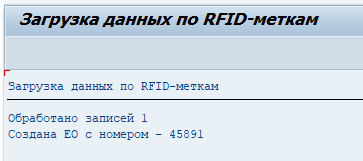 Загрузка данных по RFID-меткам
Загрузка данных по RFID-меткам
Обработано записей 1
Создана ЕО с номером - 45891